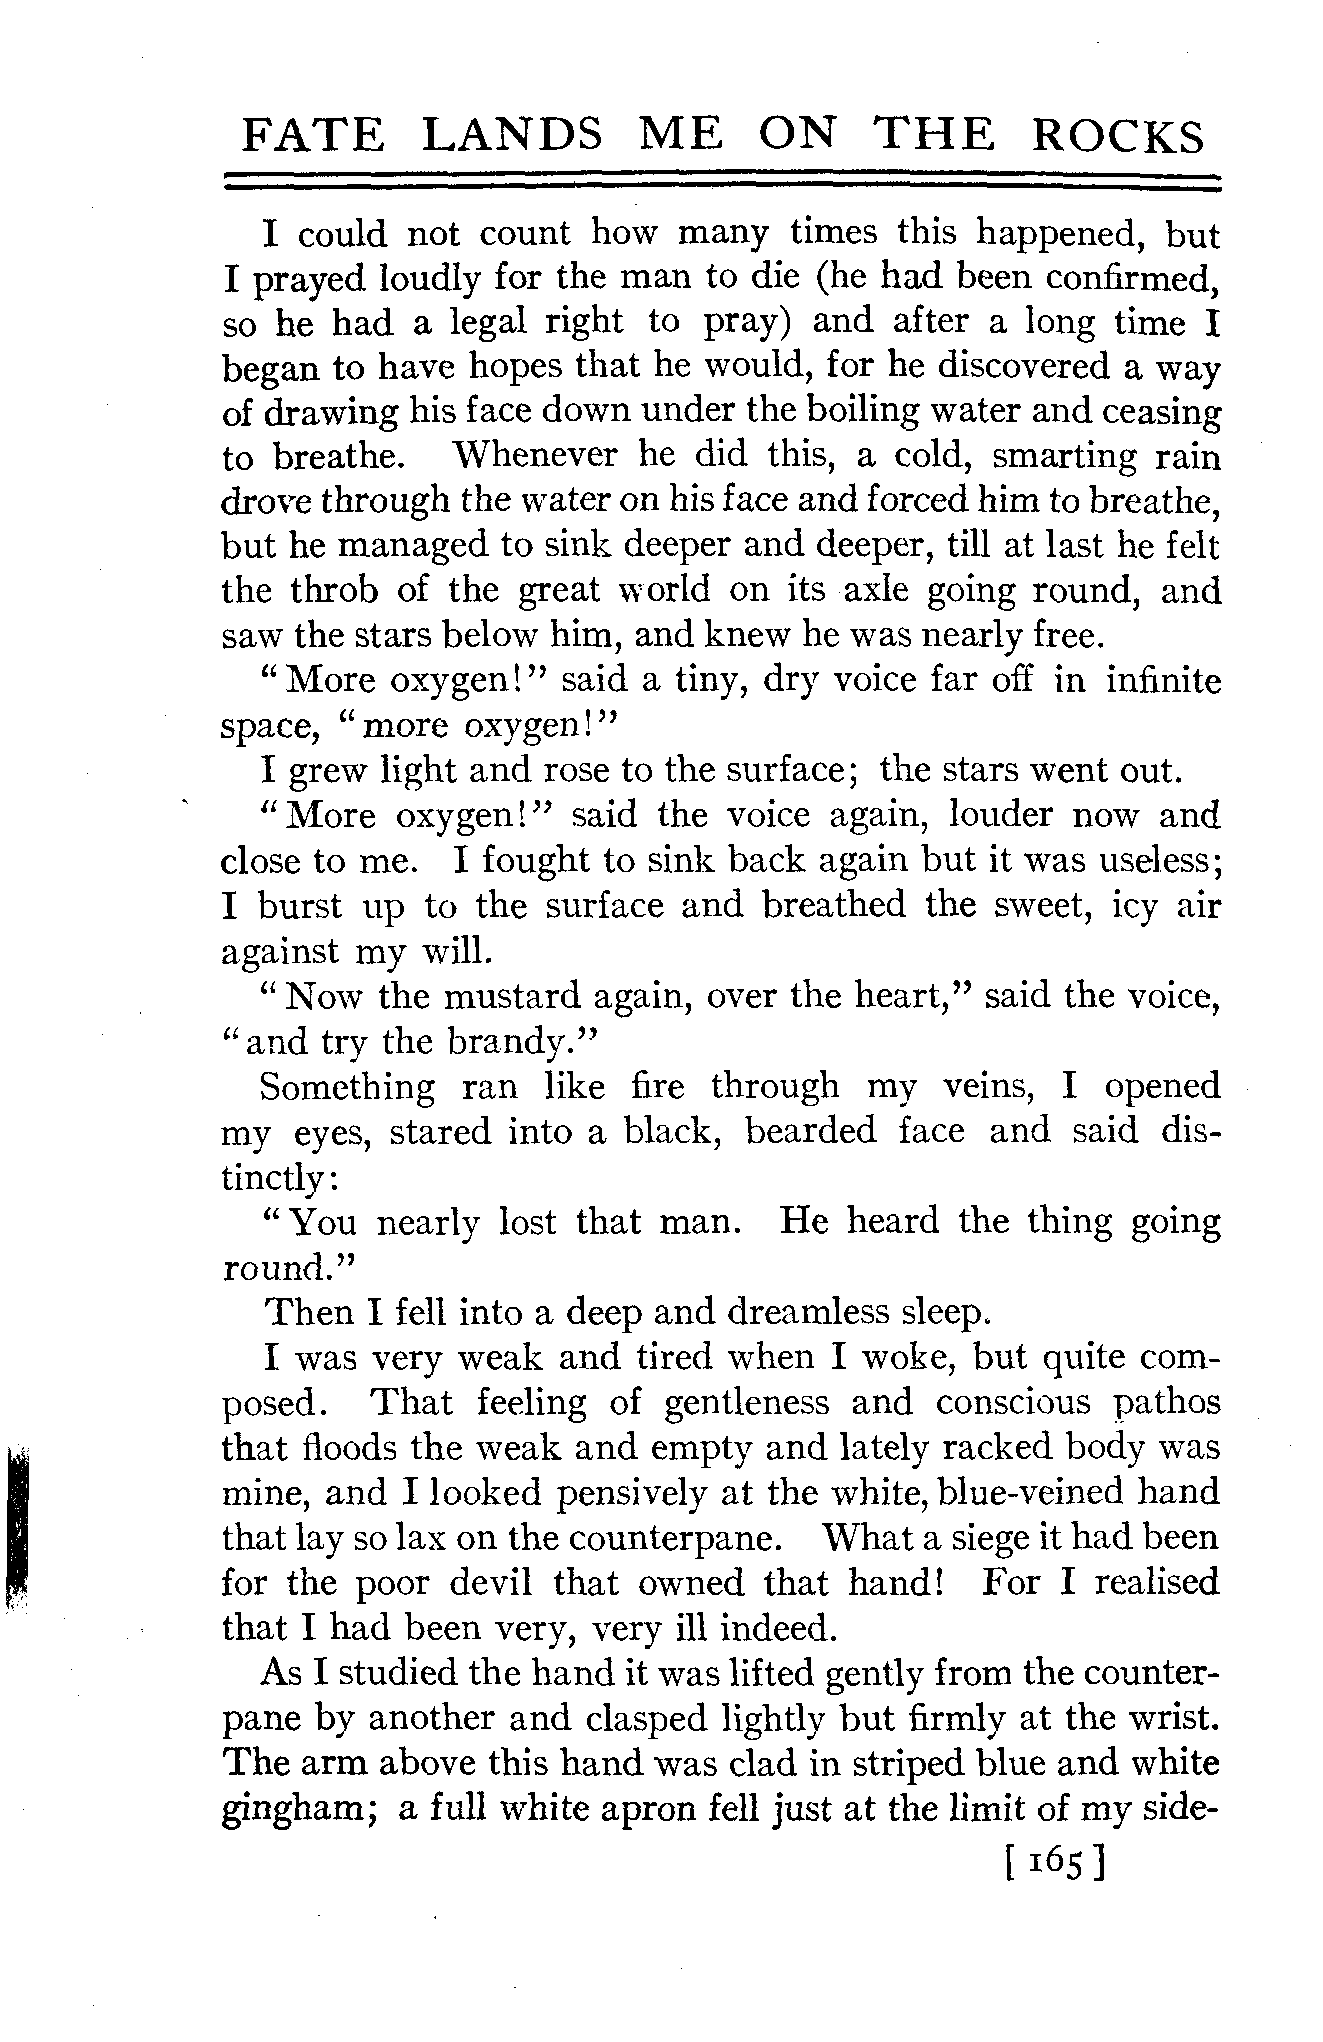 FATE LANDS ME ON THE ROCKS
I could not count how many times this happened, but
I prayed loudly for the man to die (he had been confirmed,
so he had a legal right to pray) and after a long time I
began to have hopes that he would, for he discovered a way
of drawing his face down under the boiling water and ceasing
to breathe. Whenever he did this, a cold, smarting rain
drove through the water on his face and forced him to breathe,
but he managed to sink deeper and deeper, till at last he felt
the throb of the great world on its axle going round, and
saw the stars below him, and knew he was nearly free.
“More oxygen!” said a tiny, dry voice far off in infinite
space, “more oxygen!”
I grew light and rose to the surface; the stars went out.
“More oxygen!” said the voice again, louder now and
close to me. I fought to sink back again but it was useless;
I burst up to the surface and breathed the sweet, icy air
against my will.
“Now the mustard again, over the heart,” said the voice,
“and try the brandy.”
Something ran like fire through my veins, I opened
my eyes, stared into a black, bearded face and said dis-
tinctly:
“You nearly lost that man. He heard the thing going
round.”
Then I fell into a deep and dreamless sleep.
I was very weak and tired when I woke, but quite com-
posed. That feeling of gentleness and conscious pathos
that floods the weak and empty and lately racked body was
mine, and I looked pensively at the white, blue-veined hand
that lay so lax on the counterpane. What a siege it had been
for the poor devil that owned that hand! For I realised
that I had been very, very ill indeed.
As I studied the hand it was lifted gently from the counter-
pane by another and clasped lightly but firmly at the wrist.
The arm above this hand was clad in striped blue and white
gingham; a full white apron fell just at the limit of my side-
[ 165 ]